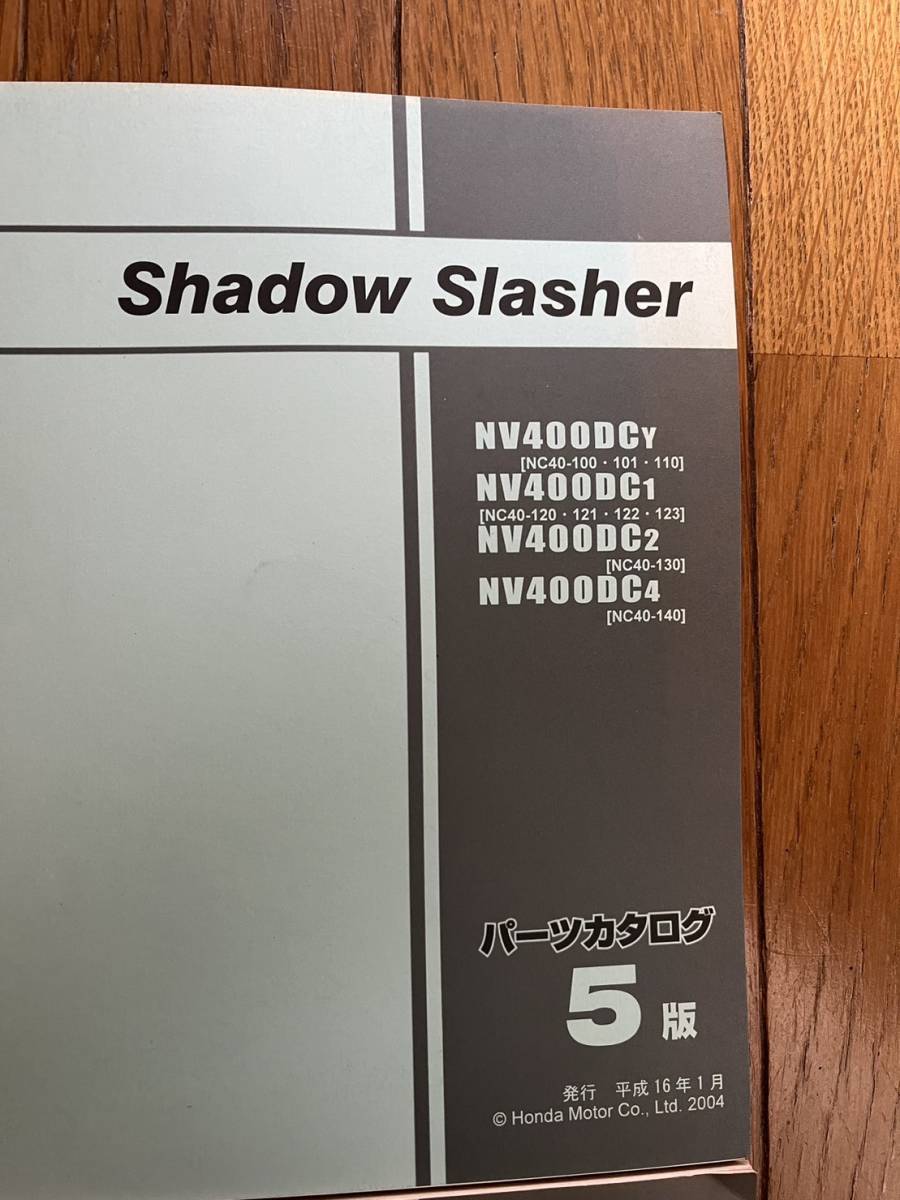 Shadow Slasher
NV400DCY
[NC40-100・101・110]
NV400DC1
[NC40-120・121・122・123]
NV400DC2
[NC40-130]
NV400DC4
[NC40-140]
パーツカタログ
5版
発行 平成16年1月
© Honda Motor Co., Ltd. 2004